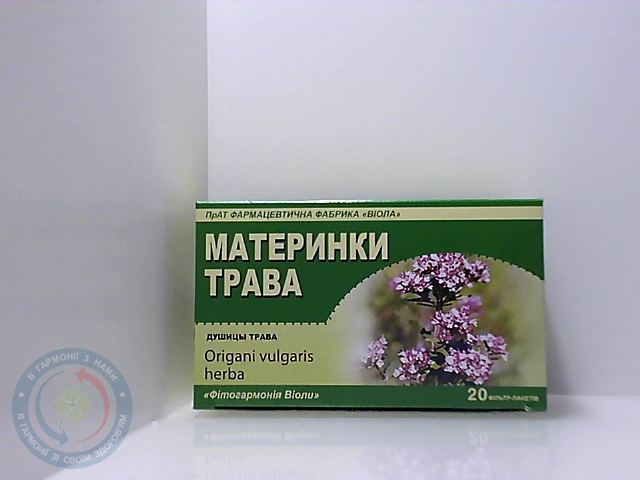 ПрАТ ФАРМАЦЕВТИЧНА ФАБРИКА «ВІОЛА»
МАТЕРИНКИ
ТРАВА
ДУШИЦЫ ТРАВА
Origani vulgaris
herba
«Фітогармонія Віоли»
20 ФІЛЬТР-ПАКЕТІВ
В ГАРМОНІЇ З НАМИ
В ГАРМОНІЇ ЗІ СВОЇМ ЗДОРОВ'ЯМ